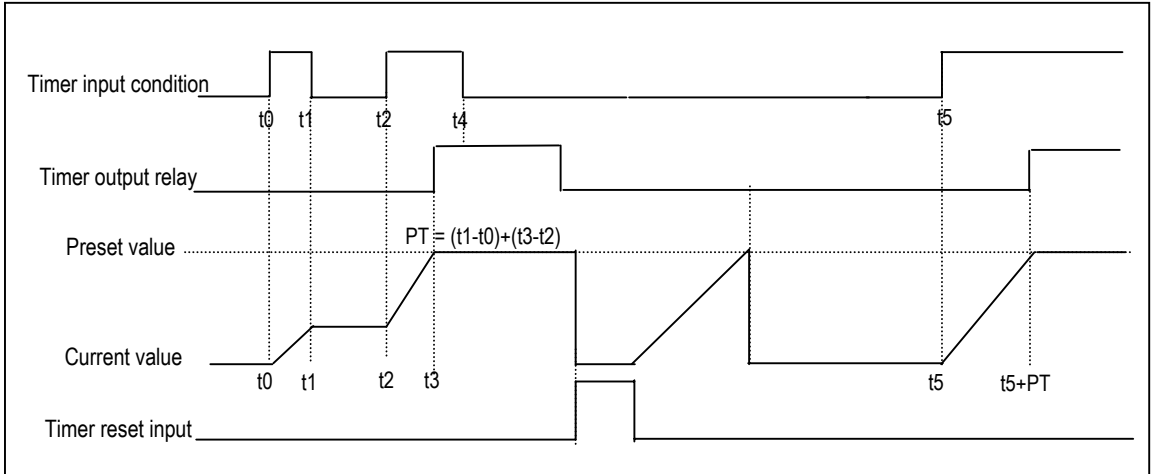 Timer input condition
t0 t1 t2 t4 t5
Timer output relay
Preset value
PT = (t1-t0)+(t3-t2)
Current value
t0 t1 t2 t3 t5 t5+PT
Timer reset input